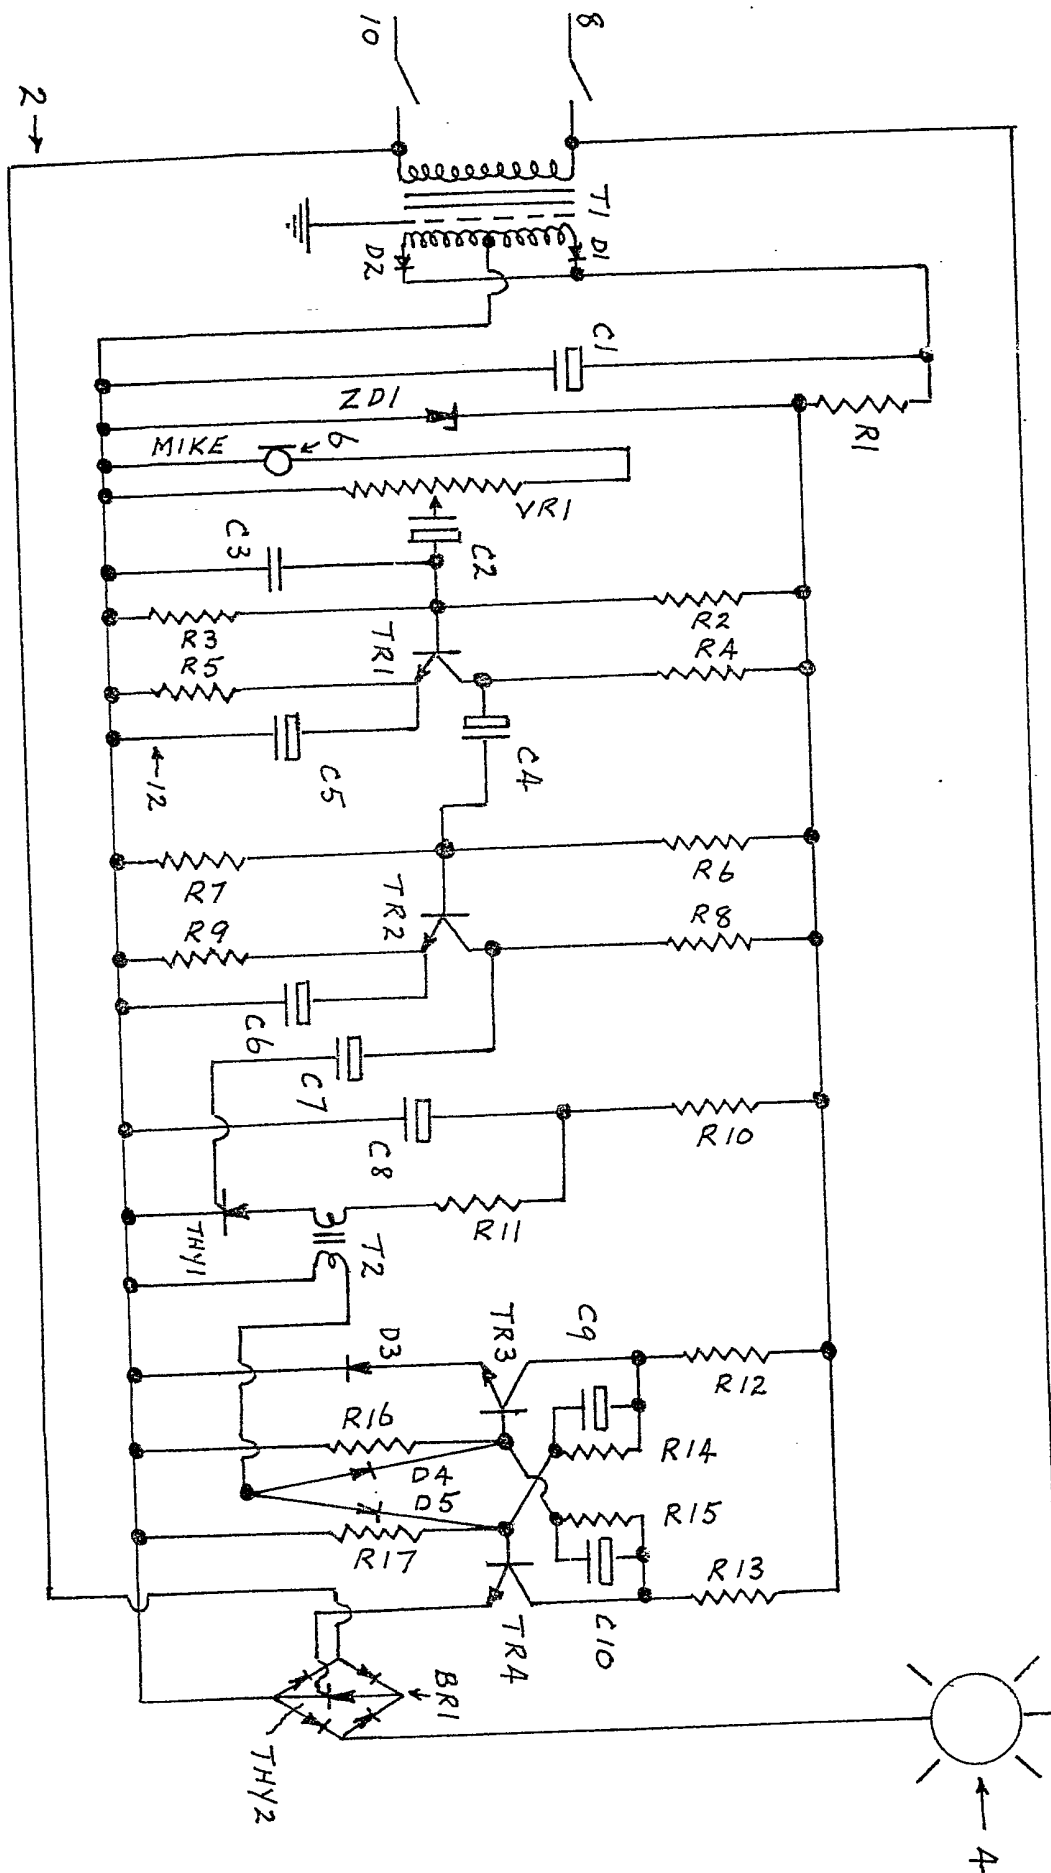 8
10
2
T1
D1
D2
C1
ZD1
R1
MIKE
6
VR1
C2
C3
R2
R3
R4
R5
TR1
C4
C5
12
R6
R7
TR2
R8
R9
C6
C7
C8
R10
R11
THY1
T2
C9
TR3
D3
R12
R14
R16
D4
D5
R15
R17
R13
C10
TR4
BR1
THY2
4